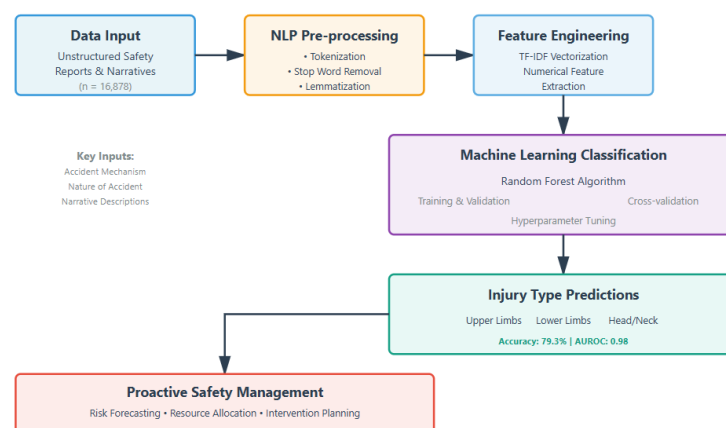 Data Input
Unstructured Safety
Reports & Narratives
(n = 16,878)
NLP Pre-processing
• Tokenization
• Stop Word Removal
• Lemmatization
Feature Engineering
TF-IDF Vectorization
Numerical Feature
Extraction
Key Inputs:
Accident Mechanism
Nature of Accident
Narrative Descriptions
Machine Learning Classification
Random Forest Algorithm
Training & Validation
Cross-validation
Hyperparameter Tuning
Injury Type Predictions
Upper Limbs Lower Limbs Head/Neck
Accuracy: 79.3% | AUROC: 0.98
Proactive Safety Management
Risk Forecasting • Resource Allocation • Intervention Planning